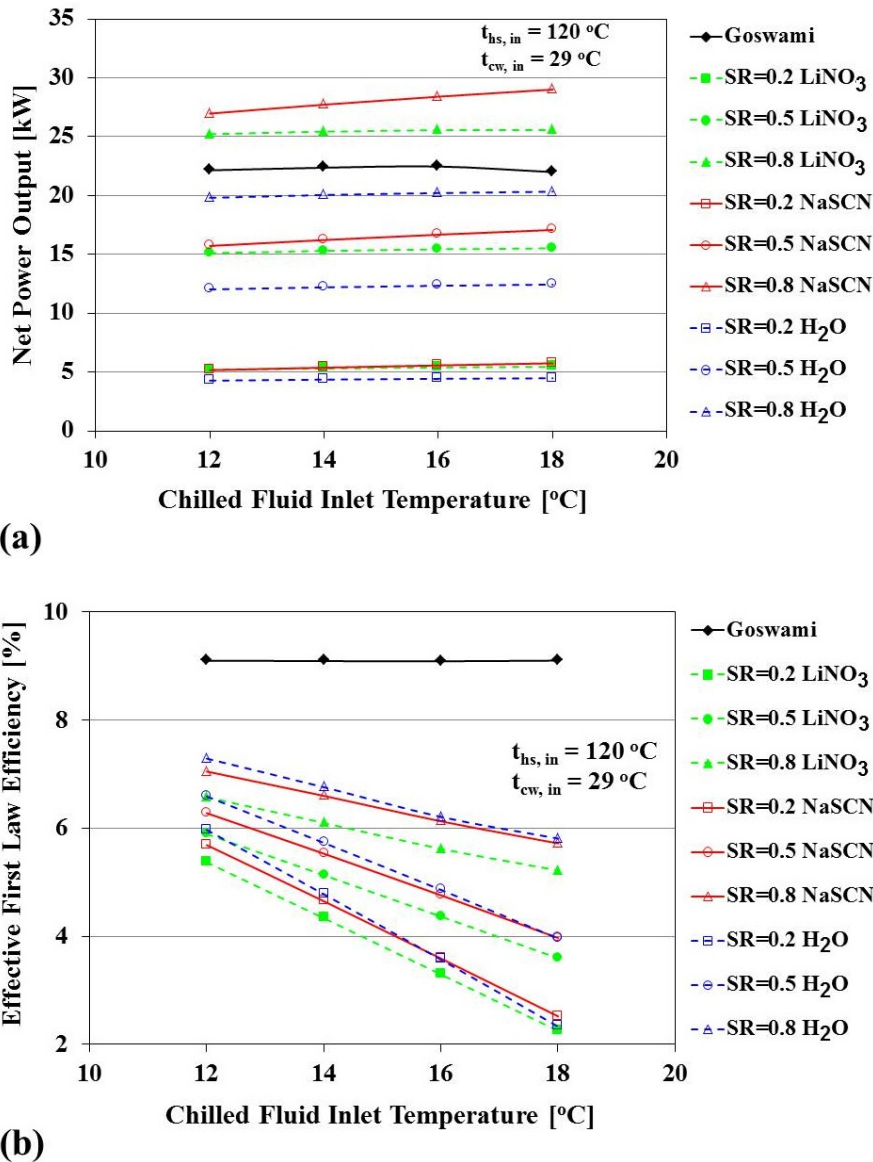 35
30
25
20
15
10
5
0
Net Power Output [kW]
t_hs, in = 120 °C
t_cw, in = 29 °C
10 12 14 16 18 20
Chilled Fluid Inlet Temperature [°C]
Goswami
SR=0.2 LiNO3
SR=0.5 LiNO3
SR=0.8 LiNO3
SR=0.2 NaSCN
SR=0.5 NaSCN
SR=0.8 NaSCN
SR=0.2 H2O
SR=0.5 H2O
SR=0.8 H2O
(a)
10
8
6
4
2
Effective First Law Efficiency [%]
t_hs, in = 120 °C
t_cw, in = 29 °C
10 12 14 16 18 20
Chilled Fluid Inlet Temperature [°C]
Goswami
SR=0.2 LiNO3
SR=0.5 LiNO3
SR=0.8 LiNO3
SR=0.2 NaSCN
SR=0.5 NaSCN
SR=0.8 NaSCN
SR=0.2 H2O
SR=0.5 H2O
SR=0.8 H2O
(b)